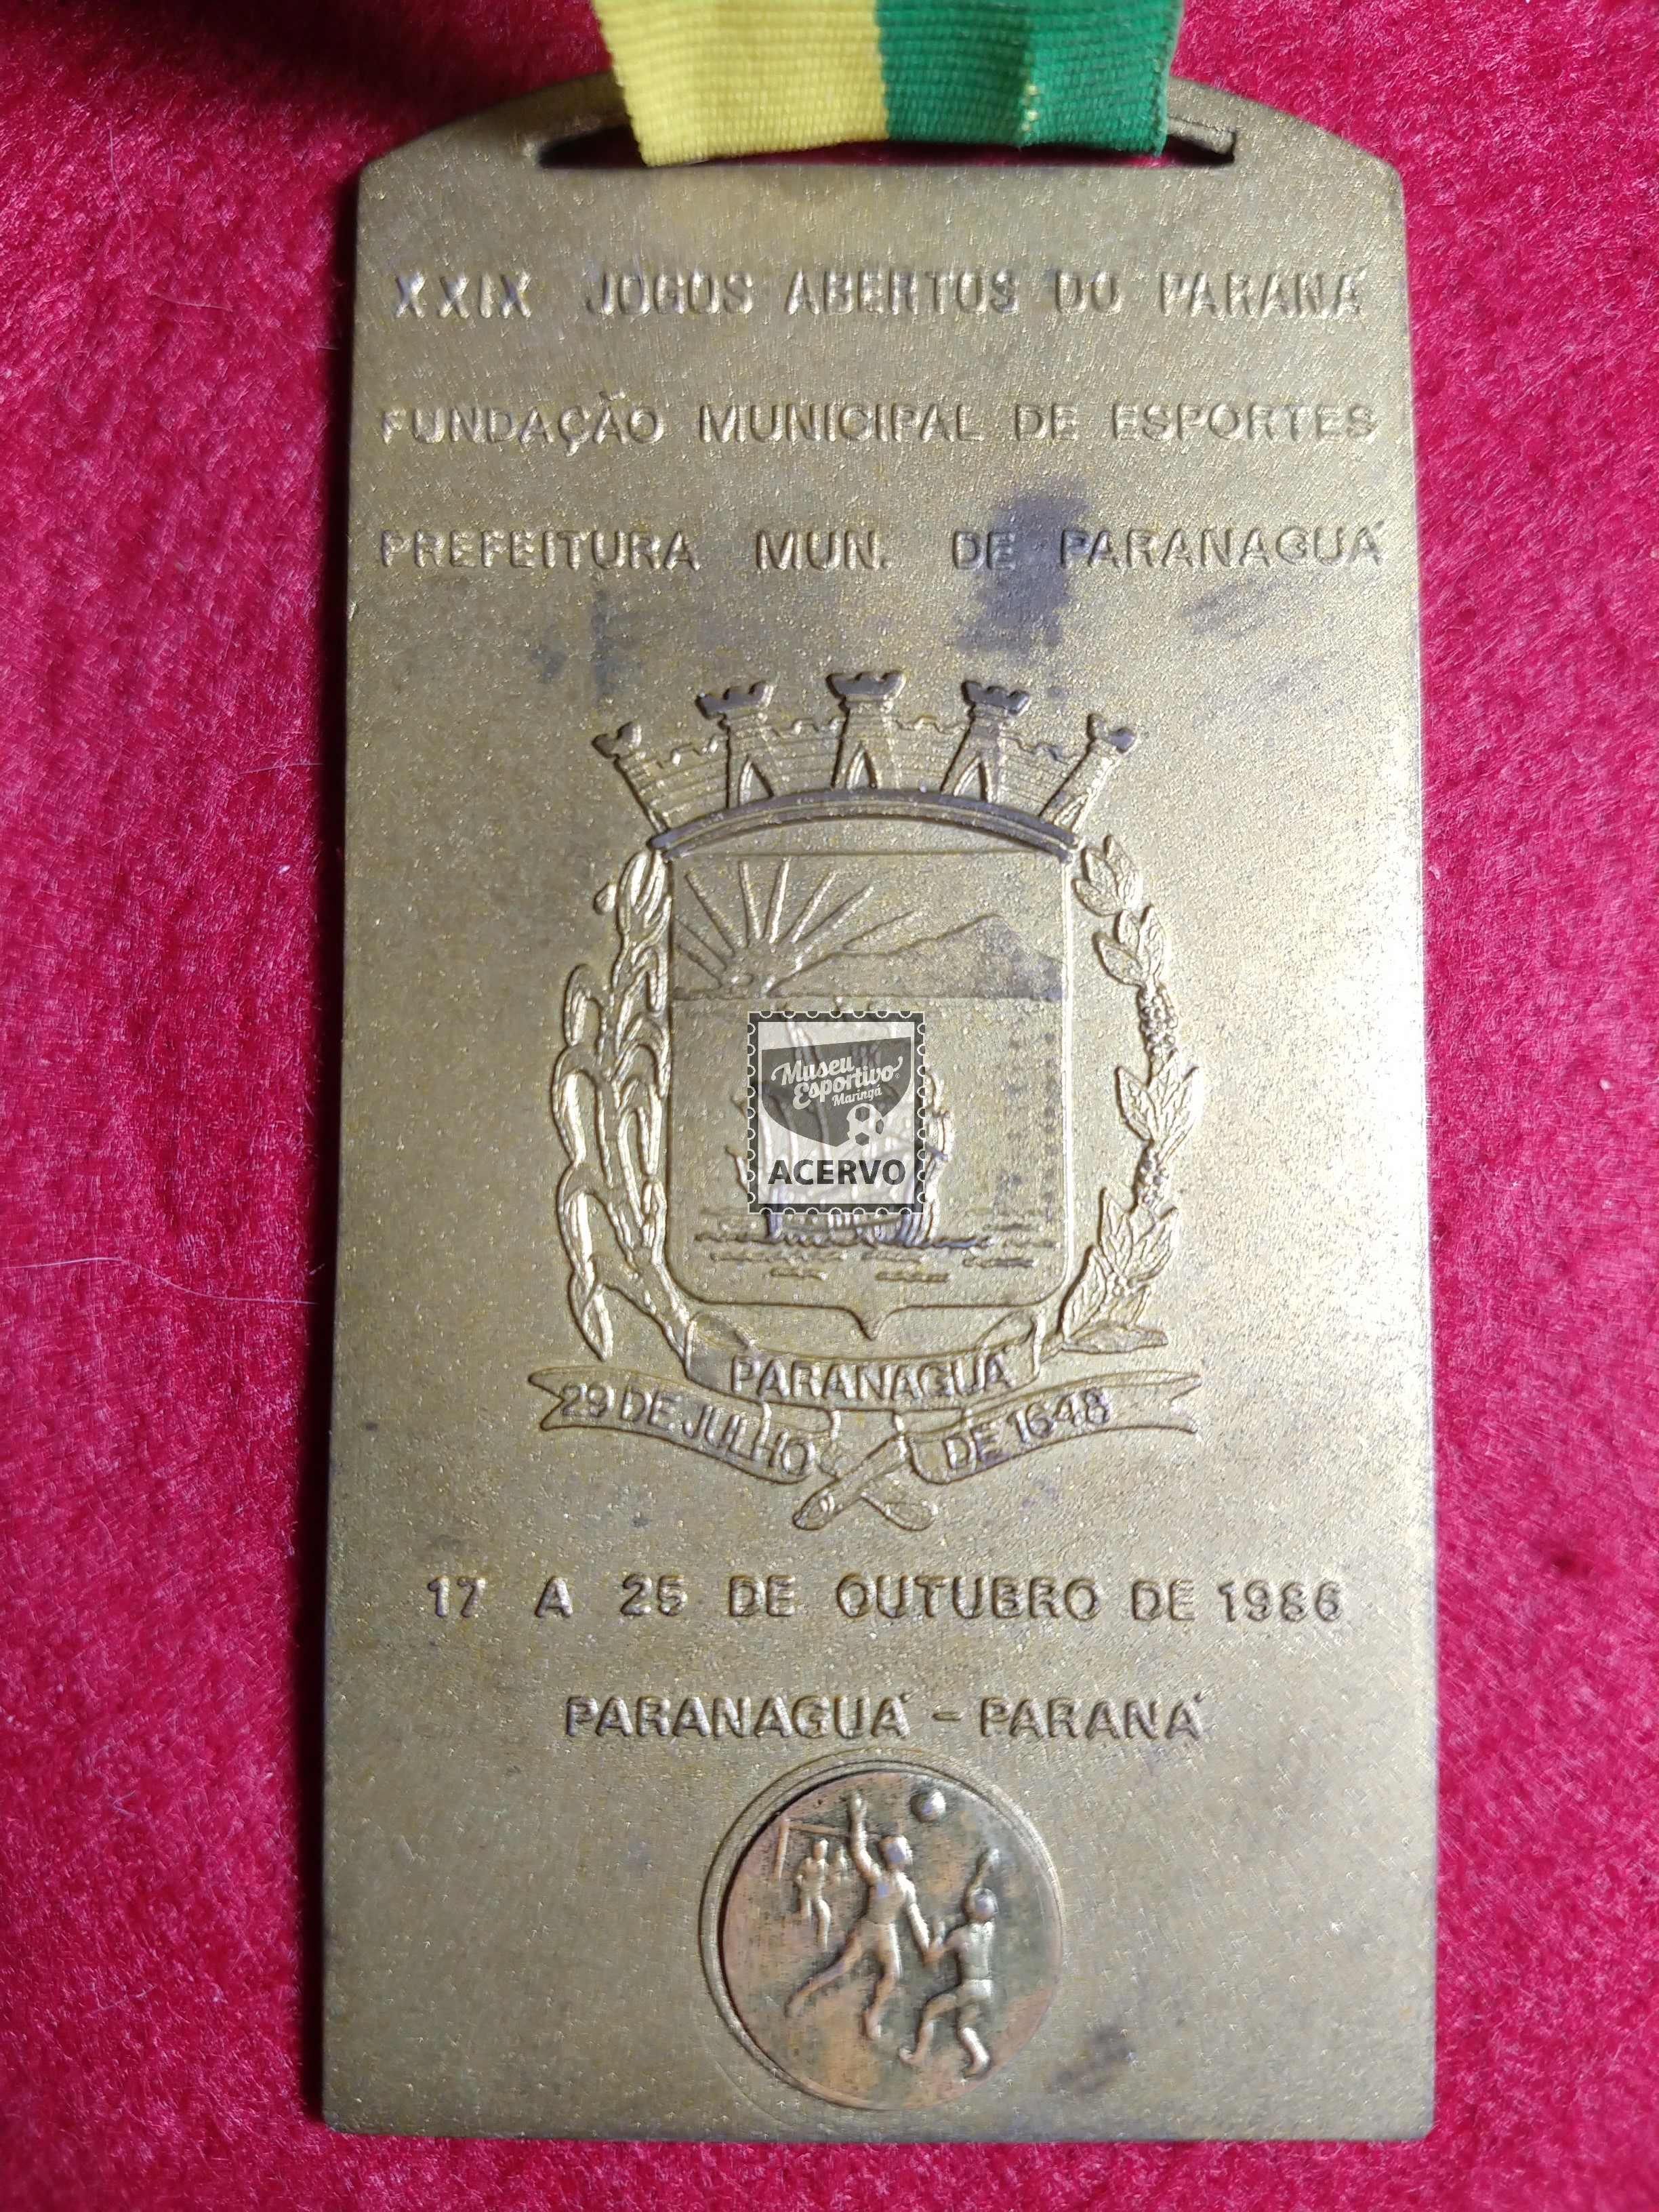 XXIX JOGOS ABERTOS DO PARANÁ
FUNDAÇÃO MUNICIPAL DE ESPORTES
PREFEITURA MUN. DE PARANAGUÁ
Museu
Esportivo
Maringá
ACERVO
PARANAGUÁ
29 DE JULHO DE 1648
17 A 25 DE OUTUBRO DE 1986
PARANAGUÁ - PARANÁ